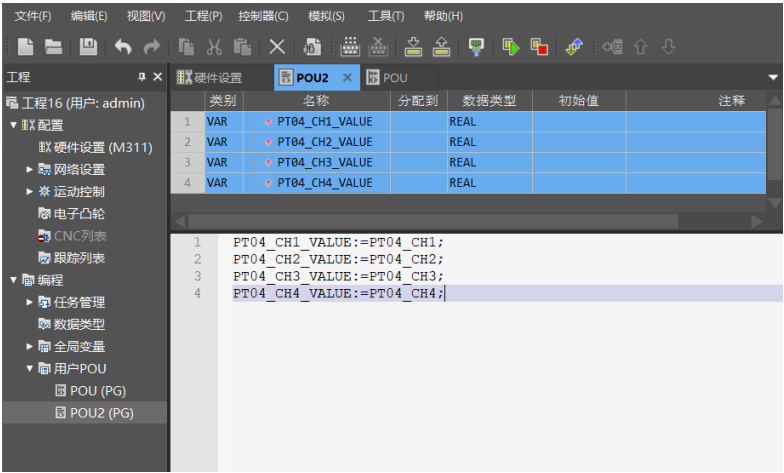 文件(F) 编辑(E) 视图(V) 工程(P) 控制器(C) 模拟(S) 工具(T) 帮助(H)
工程
硬件设置 POU2 POU
工程16 (用户: admin)
配置
硬件设置 (M311)
网络设置
运动控制
电子凸轮
CNC列表
跟踪列表
编程
任务管理
数据类型
全局变量
用户POU
POU (PG)
POU2 (PG)
类别 名称 分配到 数据类型 初始值 注释
1 VAR PT04_CH1_VALUE REAL
2 VAR PT04_CH2_VALUE REAL
3 VAR PT04_CH3_VALUE REAL
4 VAR PT04_CH4_VALUE REAL
1 PT04_CH1_VALUE:=PT04_CH1;
2 PT04_CH2_VALUE:=PT04_CH2;
3 PT04_CH3_VALUE:=PT04_CH3;
4 PT04_CH4_VALUE:=PT04_CH4;